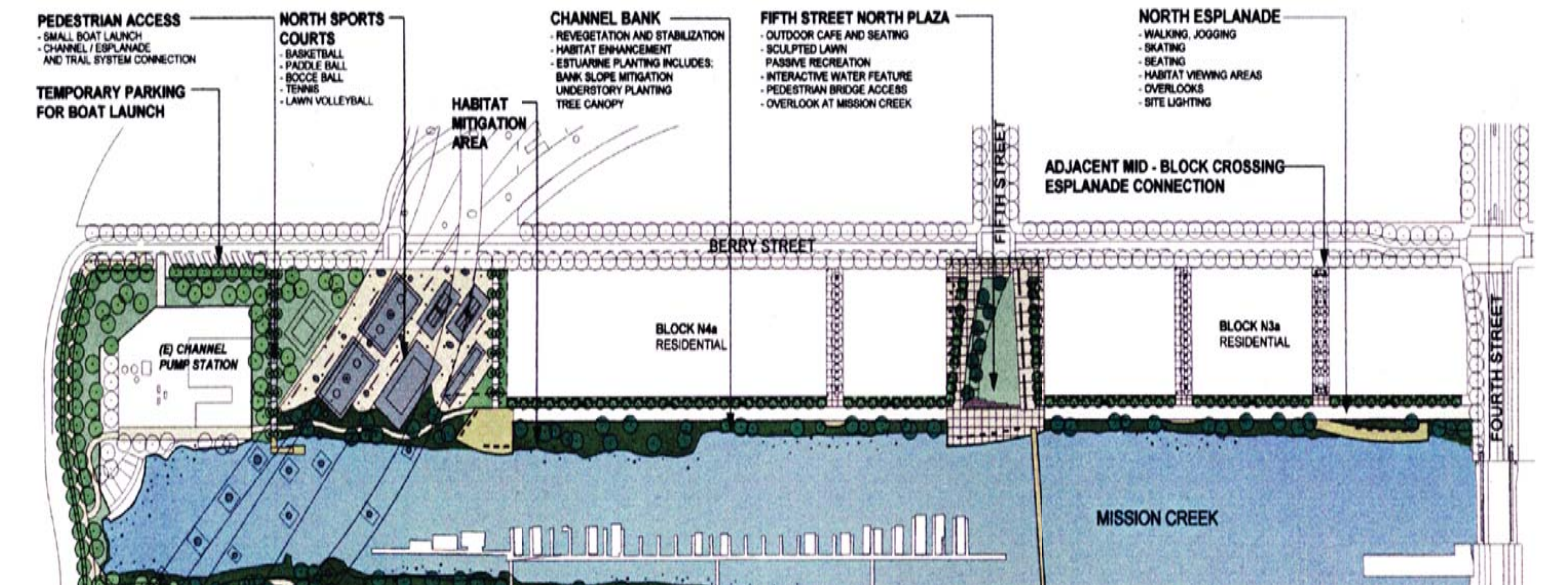 PEDESTRIAN ACCESS
- SMALL BOAT LAUNCH
- CHANNEL / ESPLANADE
AND TRAIL SYSTEM CONNECTION
TEMPORARY PARKING
FOR BOAT LAUNCH
NORTH SPORTS
COURTS
- BASKETBALL
- PADDLE BALL
- BOCCE BALL
- TENNIS
- LAWN VOLLEYBALL
HABITAT
MITIGATION
AREA
CHANNEL BANK
- REVEGETATION AND STABILIZATION
- HABITAT ENHANCEMENT
- ESTUARINE PLANTING INCLUDES:
BANK SLOPE MITIGATION
UNDERSTORY PLANTING
TREE CANOPY
FIFTH STREET NORTH PLAZA
- OUTDOOR CAFE AND SEATING
- SCULPTED LAWN
PASSIVE RECREATION
- INTERACTIVE WATER FEATURE
- PEDESTRIAN BRIDGE ACCESS
- OVERLOOK AT MISSION CREEK
NORTH ESPLANADE
- WALKING, JOGGING
- SKATING
- SEATING
- HABITAT VIEWING AREAS
- OVERLOOKS
- SITE LIGHTING
ADJACENT MID - BLOCK CROSSING
ESPLANADE CONNECTION
FIFTH STREET
BERRY STREET
(E) CHANNEL
PUMP STATION
BLOCK N4a
RESIDENTIAL
BLOCK N3a
RESIDENTIAL
FOURTH STREET
MISSION CREEK